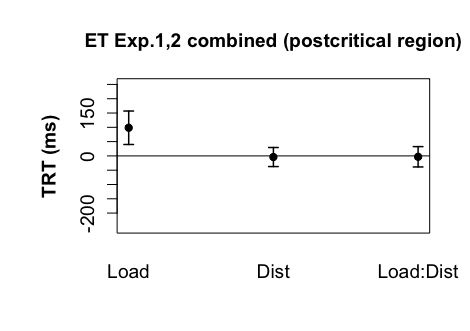 ET Exp.1,2 combined (postcritical region)
TRT (ms)
150
0
-200
Load Dist Load:Dist